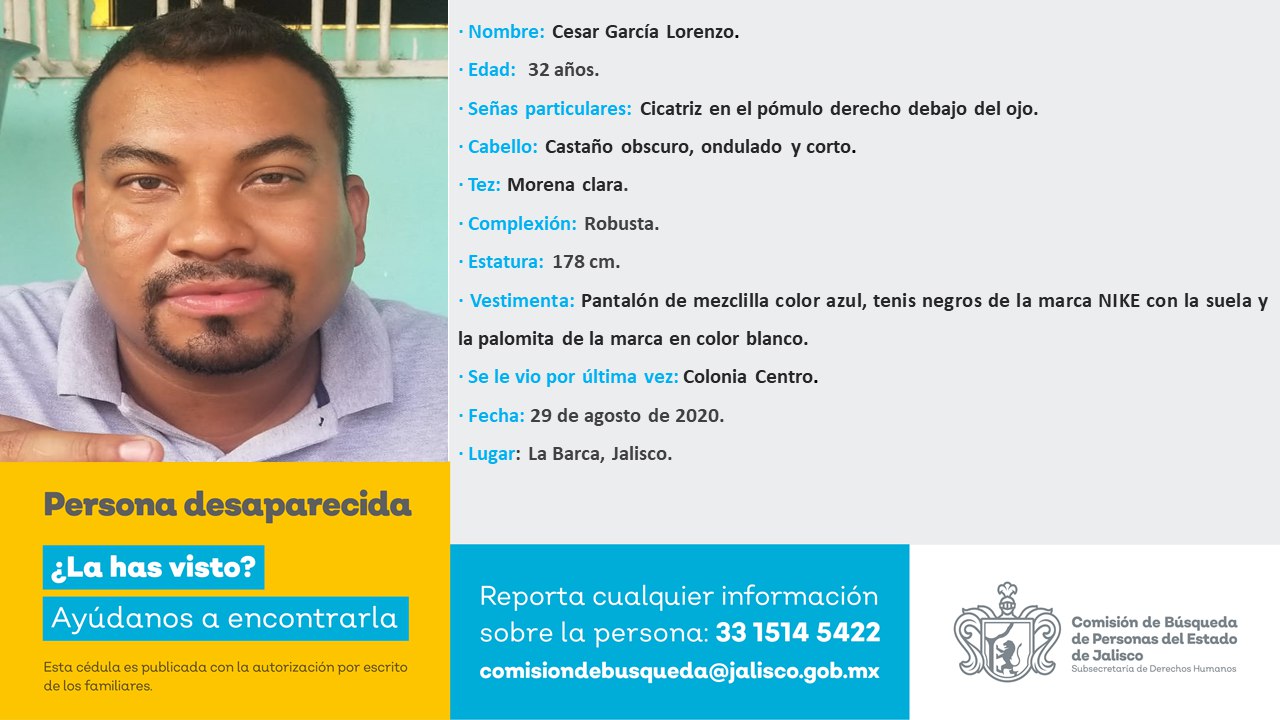 · Nombre: Cesar García Lorenzo.
· Edad: 32 años.
· Señas particulares: Cicatriz en el pómulo derecho debajo del ojo.
· Cabello: Castaño obscuro, ondulado y corto.
· Tez: Morena clara.
· Complexión: Robusta.
· Estatura: 178 cm.
· Vestimenta: Pantalón de mezclilla color azul, tenis negros de la marca NIKE con la suela y
la palomita de la marca en color blanco.
· Se le vio por última vez: Colonia Centro.
· Fecha: 29 de agosto de 2020.
· Lugar: La Barca, Jalisco.
Persona desaparecida
¿La has visto?
Ayúdanos a encontrarla
Esta cédula es publicada con la autorización por escrito
de los familiares.
Reporta cualquier información
sobre la persona: 33 1514 5422
comisiondebusqueda@jalisco.gob.mx
Comisión de Búsqueda
de Personas del Estado
de Jalisco
Subsecretaría de Derechos Humanos